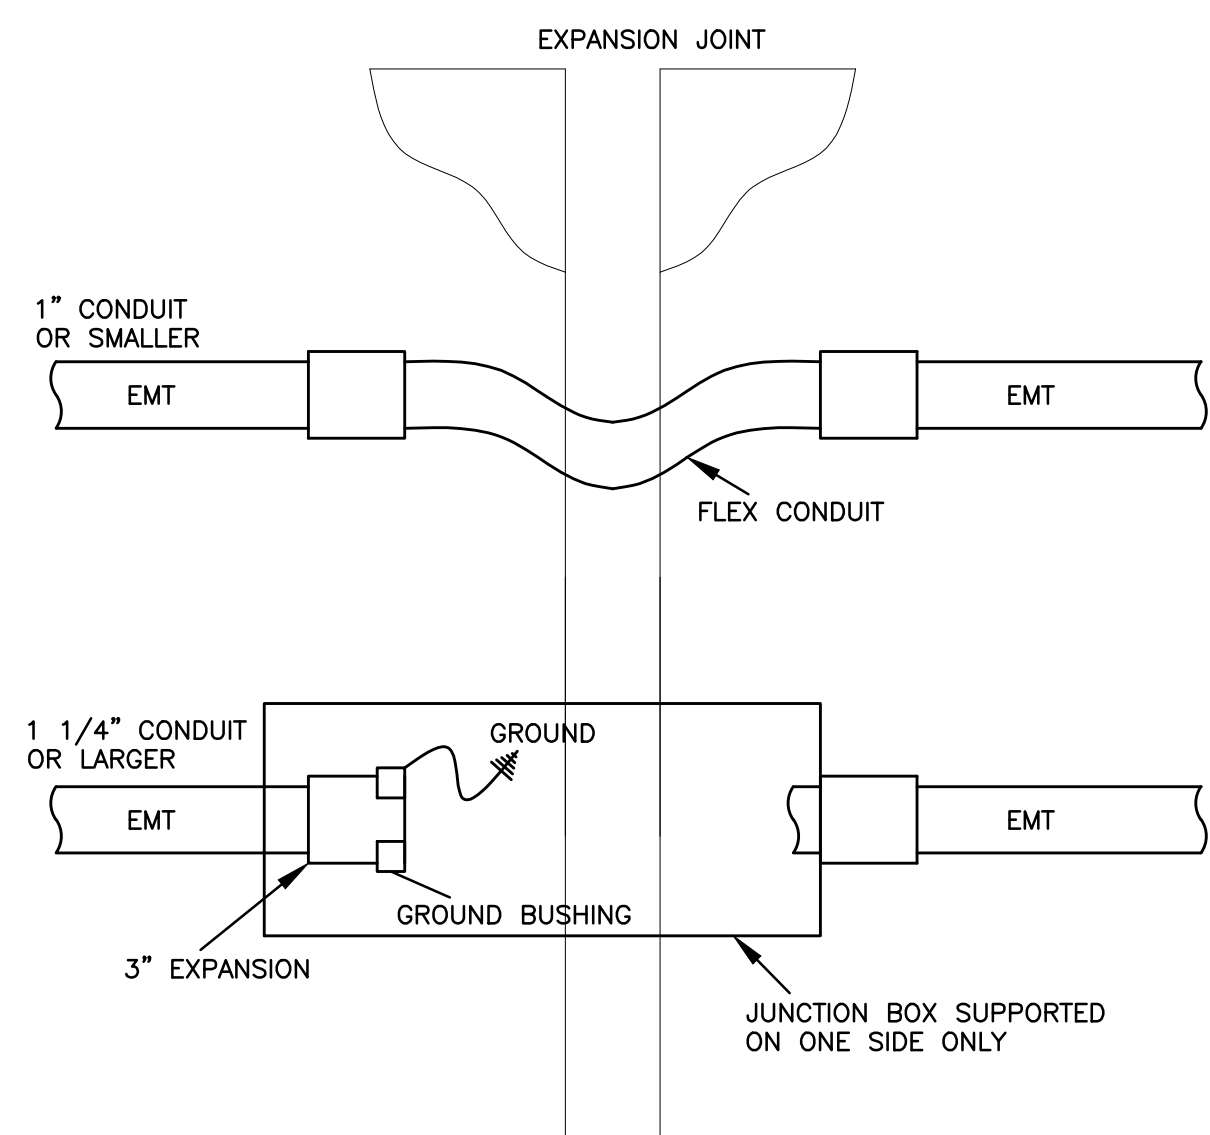 EXPANSION JOINT
1” CONDUIT
OR SMALLER
EMT
EMT
FLEX CONDUIT
1 1/4” CONDUIT
OR LARGER
GROUND
EMT
EMT
GROUND BUSHING
3” EXPANSION
JUNCTION BOX SUPPORTED
ON ONE SIDE ONLY